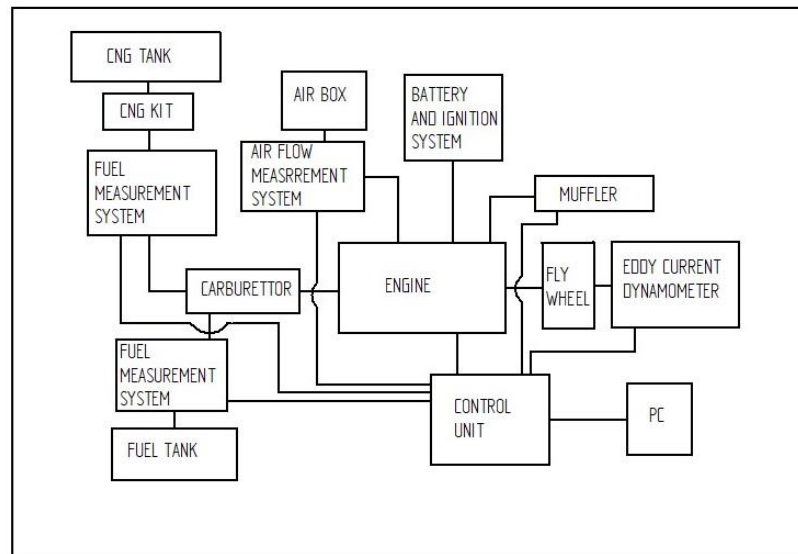 CNG TANK
CNG KIT
FUEL
MEASUREMENT
SYSTEM
AIR BOX
AIR FLOW
MEASRREMENT
SYSTEM
BATTERY
AND IGNITION
SYSTEM
MUFFLER
CARBURETTOR
ENGINE
FLY
WHEEL
EDDY CURRENT
DYNAMOMETER
FUEL
MEASUREMENT
SYSTEM
FUEL TANK
CONTROL
UNIT
PC